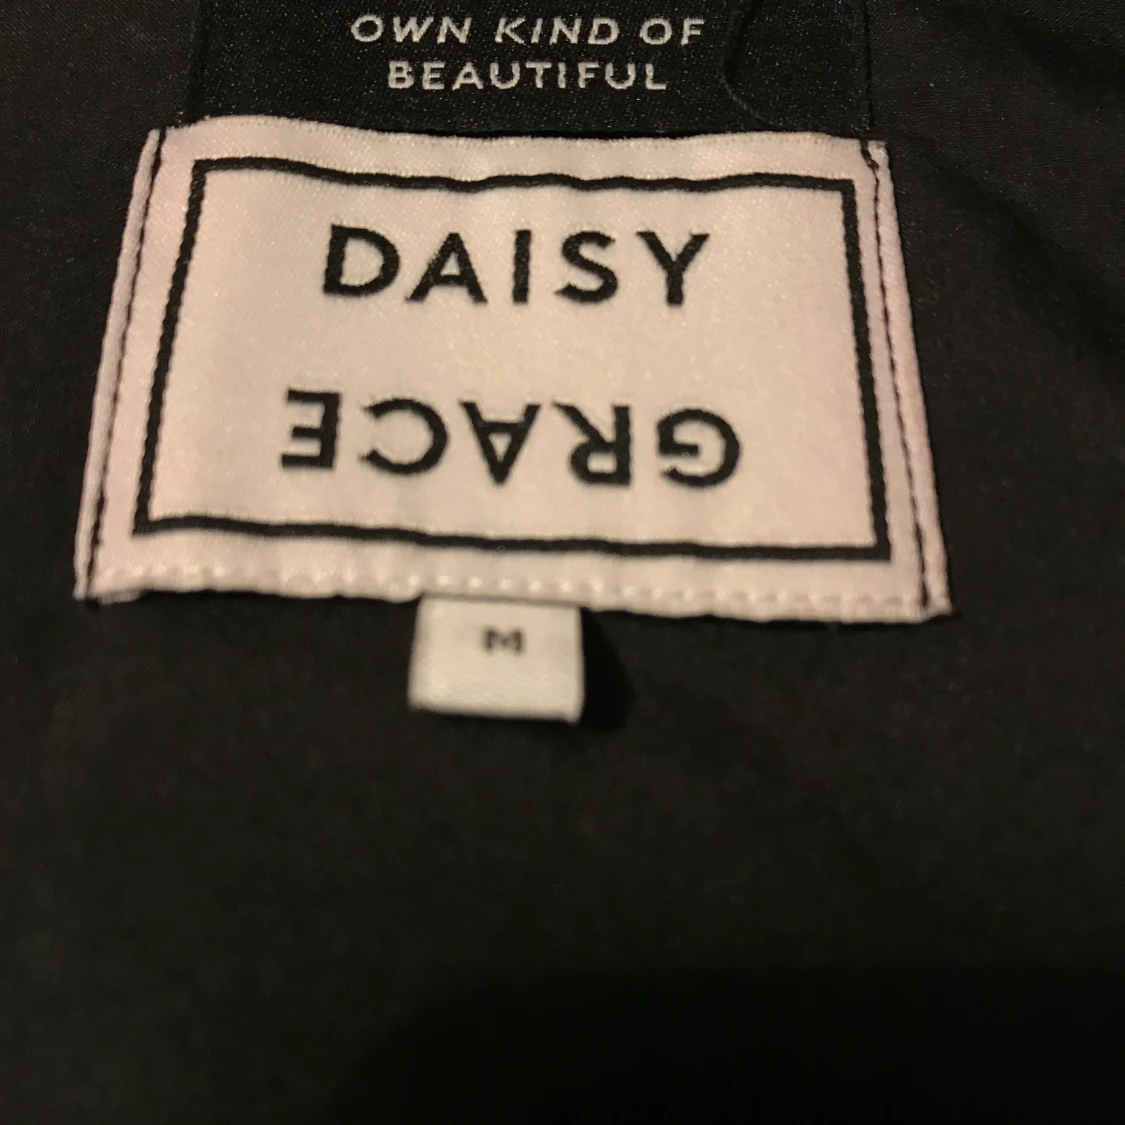 OWN KIND OF
BEAUTIFUL
DAISY
GRACE
M